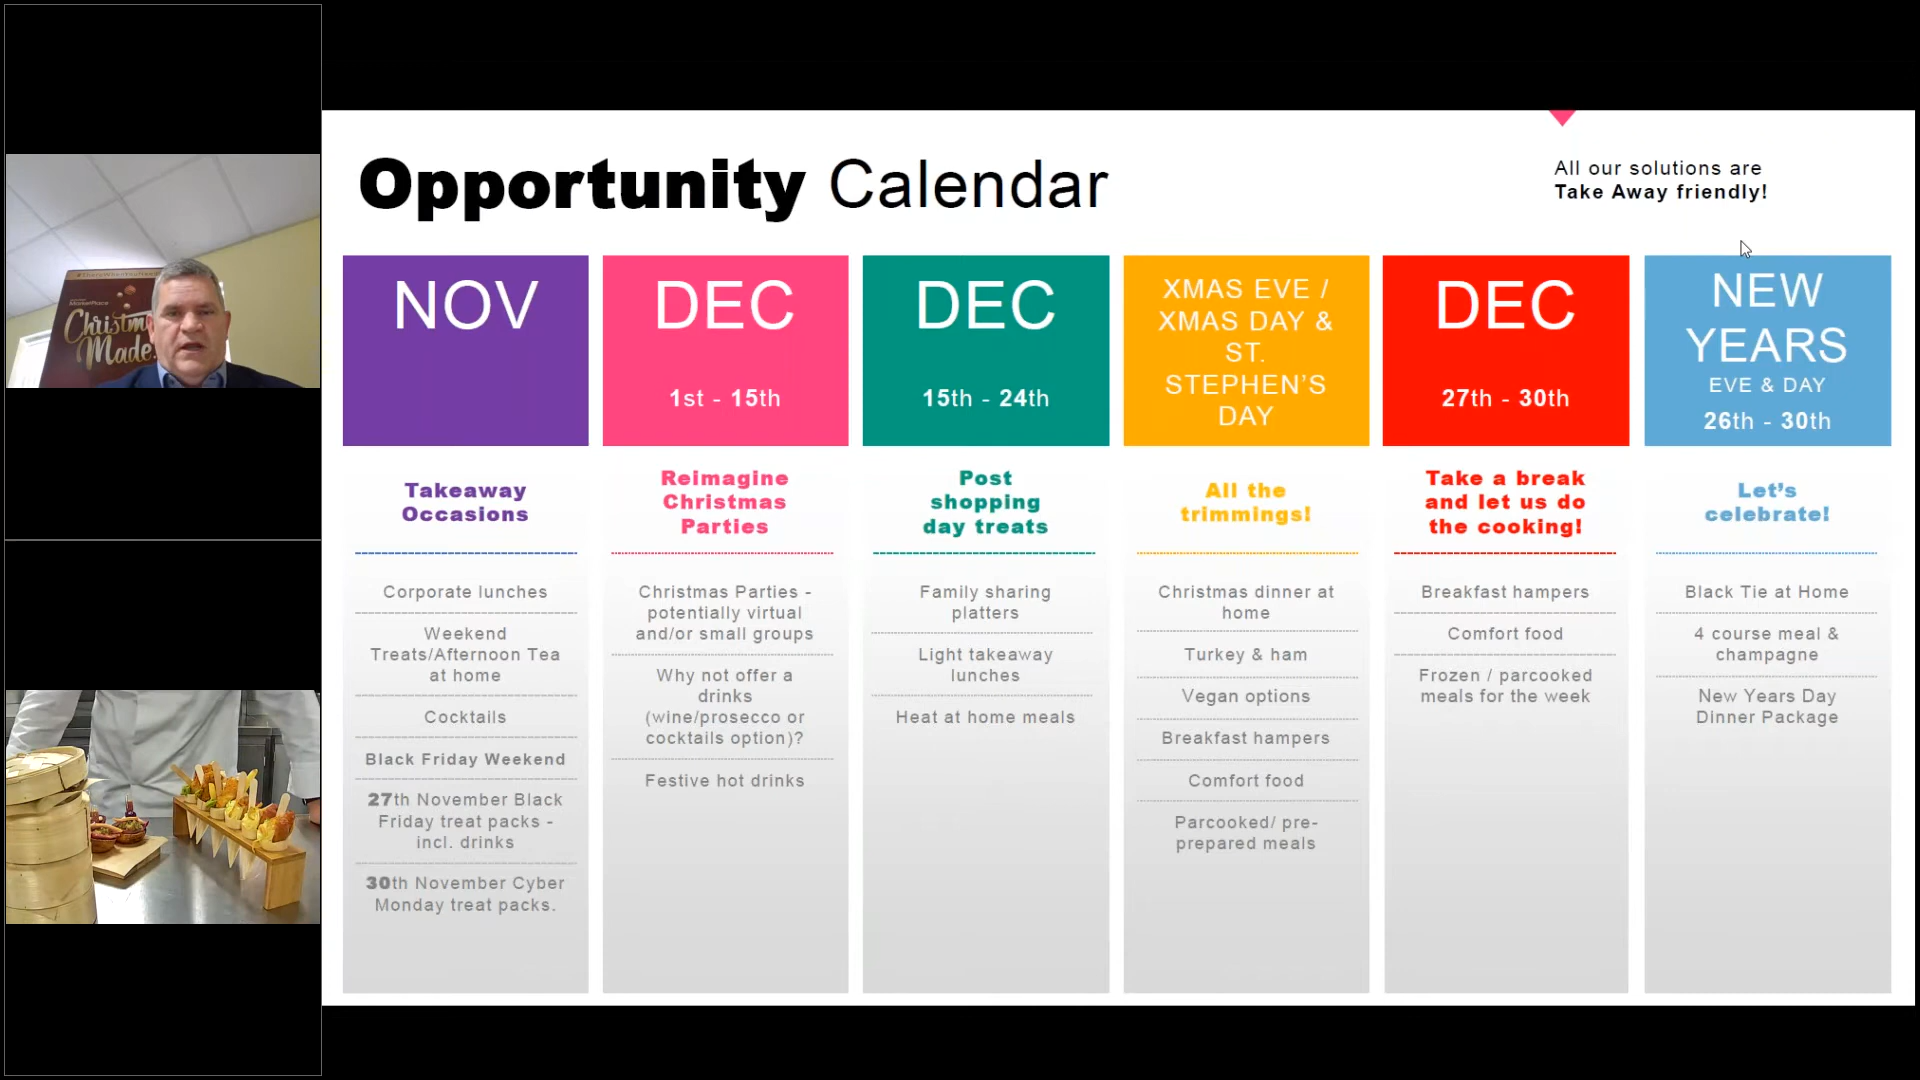 Opportunity Calendar
All our solutions are
Take Away friendly!
NOV
Takeaway
Occasions
Corporate lunches
Weekend
Treats/Afternoon Tea
at home
Cocktails
Black Friday Weekend
27th November Black
Friday treat packs -
incl. drinks
30th November Cyber
Monday treat packs.
DEC
1st - 15th
Reimagine
Christmas
Parties
Christmas Parties -
potentially virtual
and/or small groups
Why not offer a
drinks
(wine/prosecco or
cocktails option)?
Festive hot drinks
DEC
15th - 24th
Post
shopping
day treats
Family sharing
platters
Light takeaway
lunches
Heat at home meals
XMAS EVE /
XMAS DAY &
ST.
STEPHEN'S
DAY
All the
trimmings!
Christmas dinner at
home
Turkey & ham
Vegan options
Breakfast hampers
Comfort food
Parcooked/ pre-
prepared meals
DEC
27th - 30th
Take a break
and let us do
the cooking!
Breakfast hampers
Comfort food
Frozen / parcooked
meals for the week
NEW
YEARS
EVE & DAY
26th - 30th
Let's
celebrate!
Black Tie at Home
4 course meal &
champagne
New Years Day
Dinner Package
MarketPlace
Christm
Made.